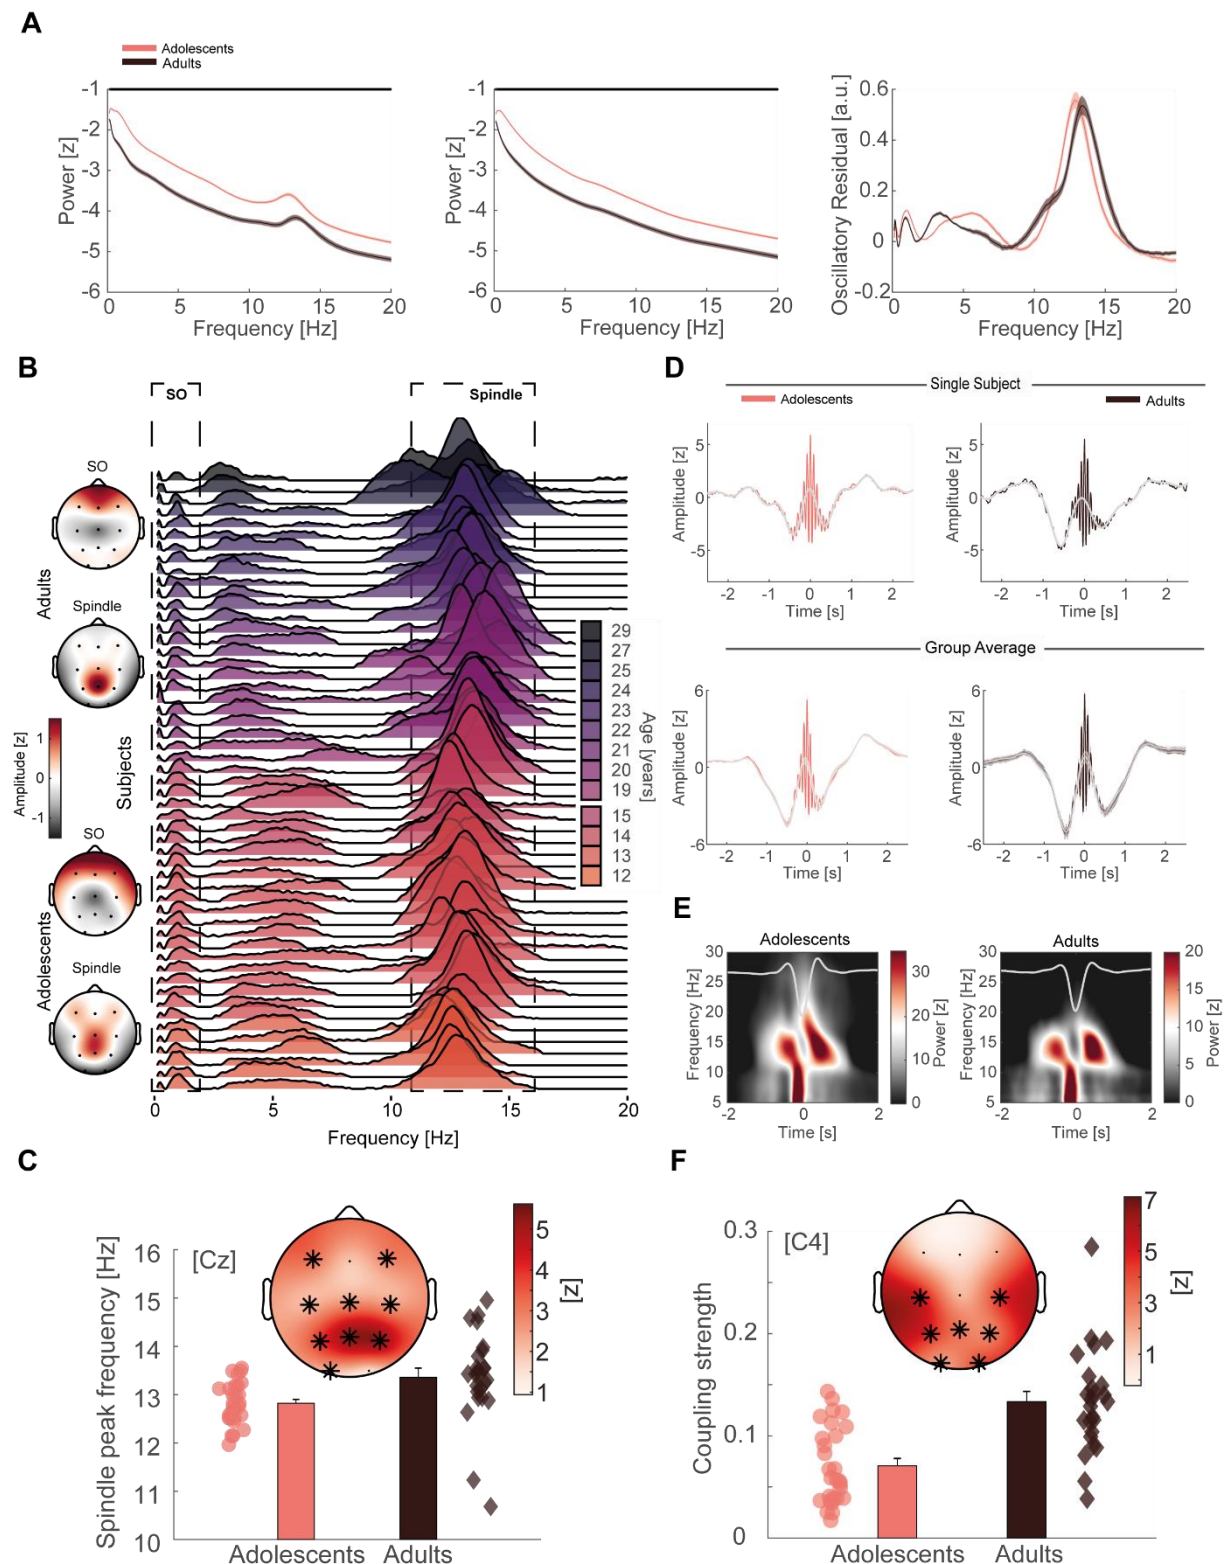 A
Adolescents
Adults
-1
-2
-3
-4
-5
-6
Power [z]
0 5 10 15 20
Frequency [Hz]
-1
-2
-3
-4
-5
-6
Power [z]
0 5 10 15 20
Frequency [Hz]
0.6
0.4
0.2
0
-0.2
Oscillatory Residual [a.u.]
0 5 10 15 20
Frequency [Hz]
B
SO
Spindle
SO
Adults
Spindle
Amplitude [z]
1
0
-1
Subjects
SO
Adolescents
Spindle
29
27
25
24
23
22
21
20
19
15
14
13
12
Age [years]
0 5 10 15 20
Frequency [Hz]
D
Single Subject
Adolescents
Adults
5
0
-5
Amplitude [z]
-2 -1 0 1 2
Time [s]
5
0
-5
Amplitude [z]
-2 -1 0 1 2
Time [s]
Group Average
6
0
-6
Amplitude [z]
-2 -1 0 1 2
Time [s]
6
0
-6
Amplitude [z]
-2 -1 0 1 2
Time [s]
E
Adolescents
30
25
20
15
10
5
Frequency [Hz]
-2 0 2
Time [s]
30
20
10
0
Power [z]
Adults
30
25
20
15
10
5
Frequency [Hz]
-2 0 2
Time [s]
20
15
10
5
0
Power [z]
C
[Cz]
16
15
14
13
12
11
10
Spindle peak frequency [Hz]
5
4
3
2
1
[z]
Adolescents Adults
F
[C4]
0.3
0.2
0.1
0
Coupling strength
7
5
3
1
[z]
Adolescents Adults